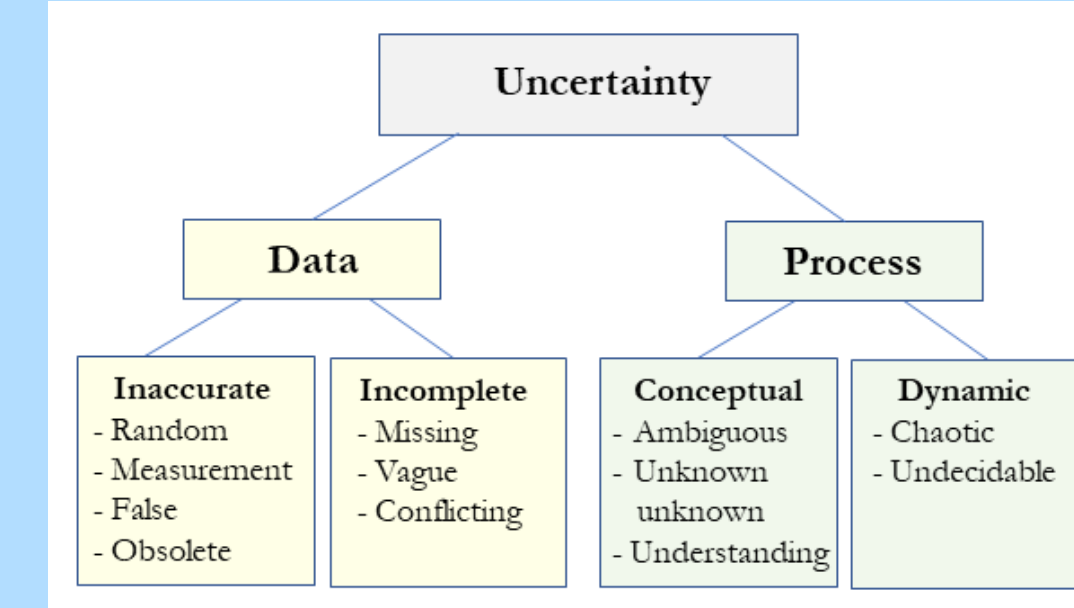 Uncertainty
Data
Process
Inaccurate
- Random
- Measurement
- False
- Obsolete
Incomplete
- Missing
- Vague
- Conflicting
Conceptual
- Ambiguous
- Unknown
unknown
- Understanding
Dynamic
- Chaotic
- Undecidable